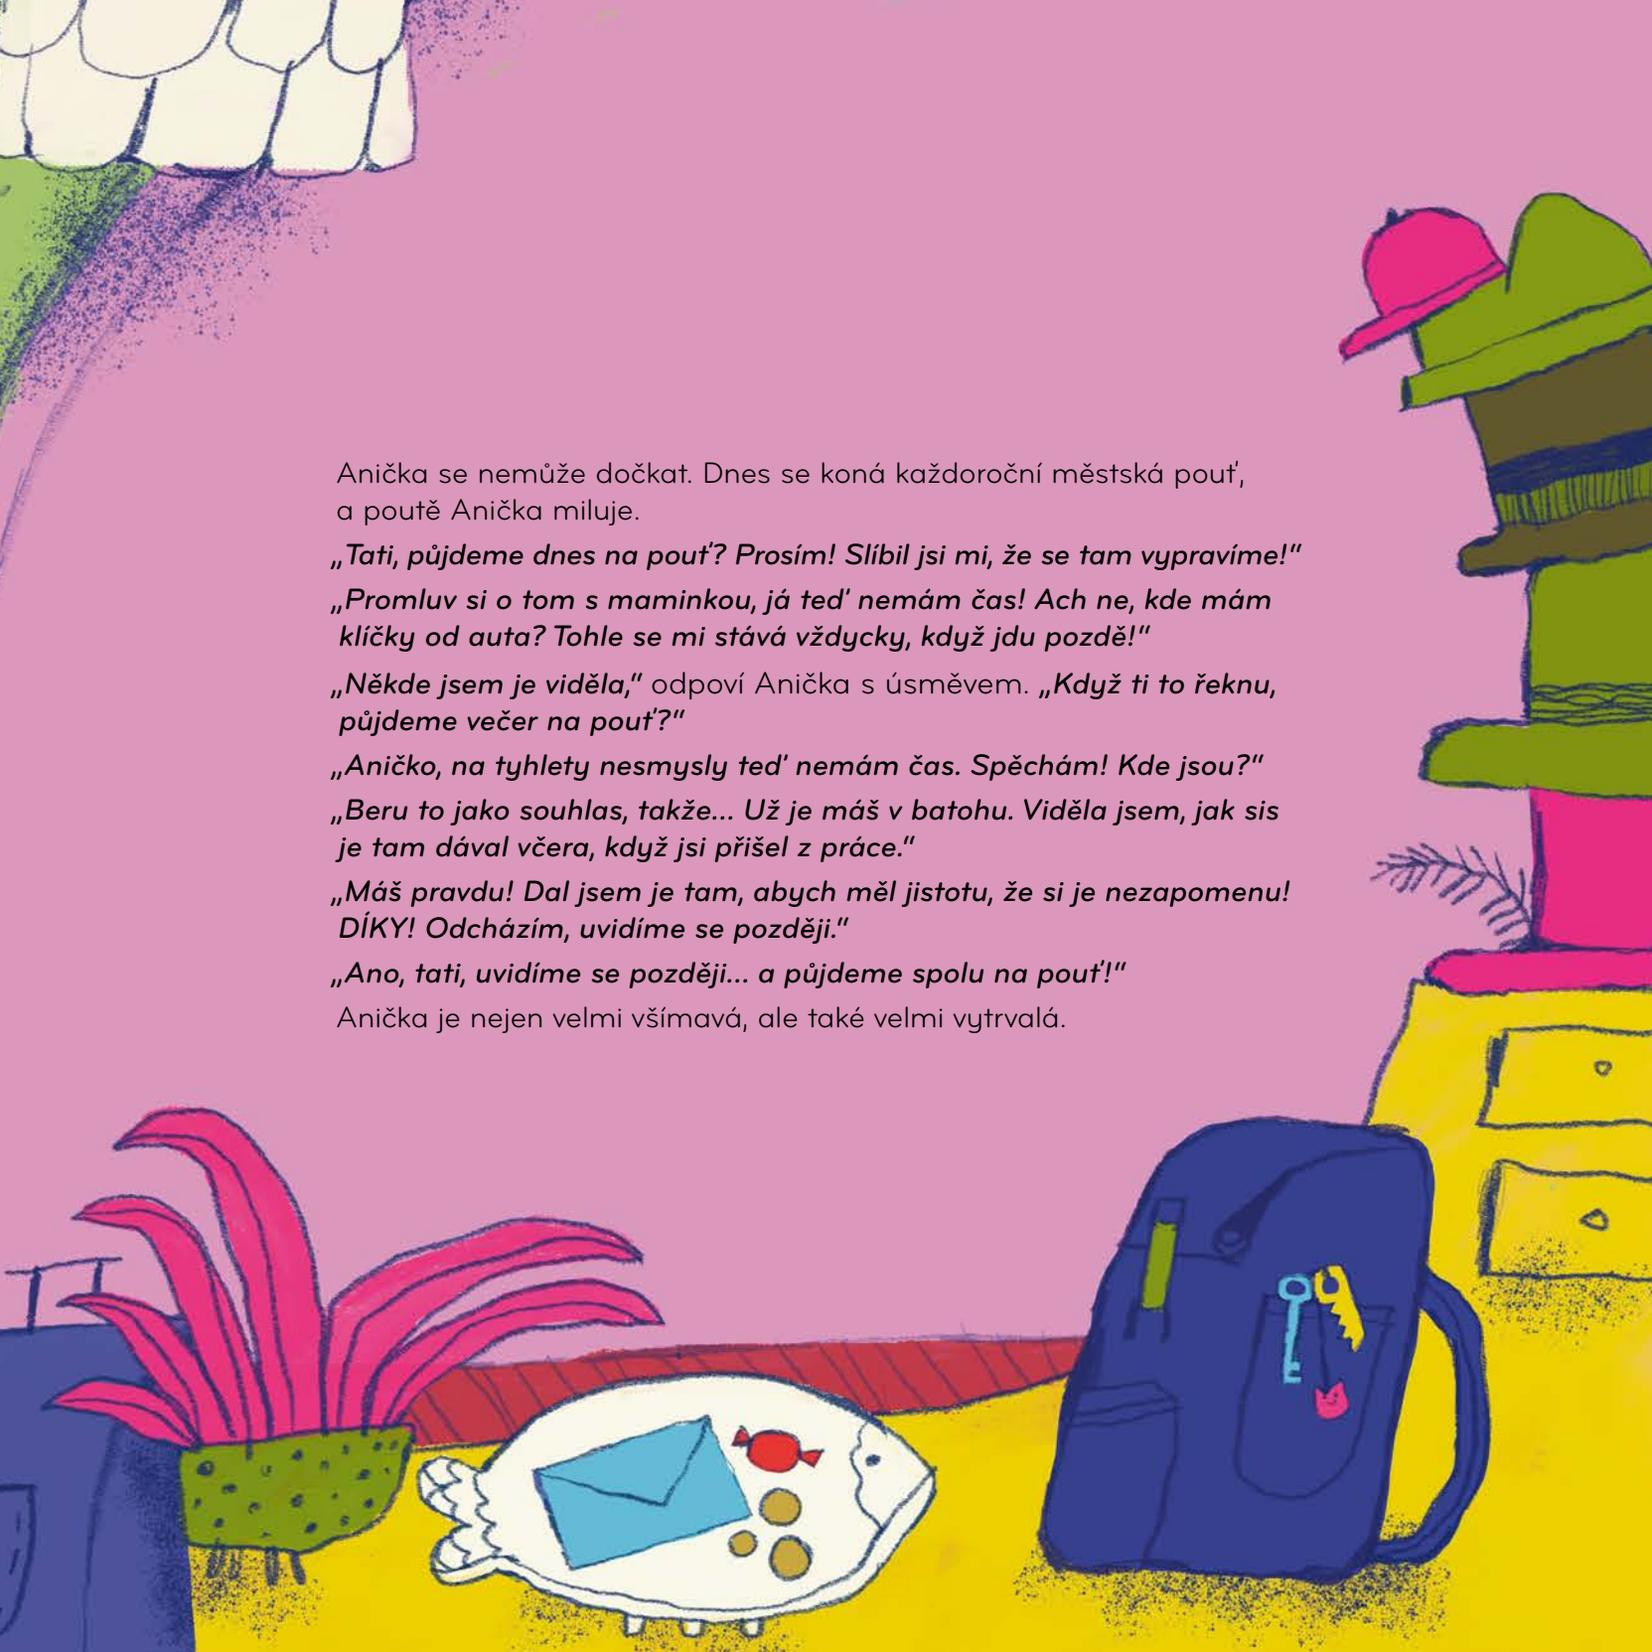 Anička se nemůže dočkat. Dnes se koná každoroční městská pouť,
a poutě Anička miluje.
„Tati, půjdeme dnes na pouť? Prosím! Slíbil jsi mi, že se tam vypravíme!“
„Promluv si o tom s maminkou, já teď nemám čas! Ach ne, kde mám
klíčky od auta? Tohle se mi stává vždycky, když jdu pozdě!“
„Někde jsem je viděla,“ odpoví Anička s úsměvem. „Když ti to řeknu,
půjdeme večer na pouť?“
„Aničko, na tyhlety nesmysly teď nemám čas. Spěchám! Kde jsou?“
„Beru to jako souhlas, takže... Už je máš v batohu. Viděla jsem, jak sis
je tam dával včera, když jsi přišel z práce.“
„Máš pravdu! Dal jsem je tam, abych měl jistotu, že si je nezapomenu!
DÍKY! Odcházím, uvidíme se později.“
„Ano, tati, uvidíme se později... a půjdeme spolu na pouť!“
Anička je nejen velmi všímavá, ale také velmi vytrvalá.